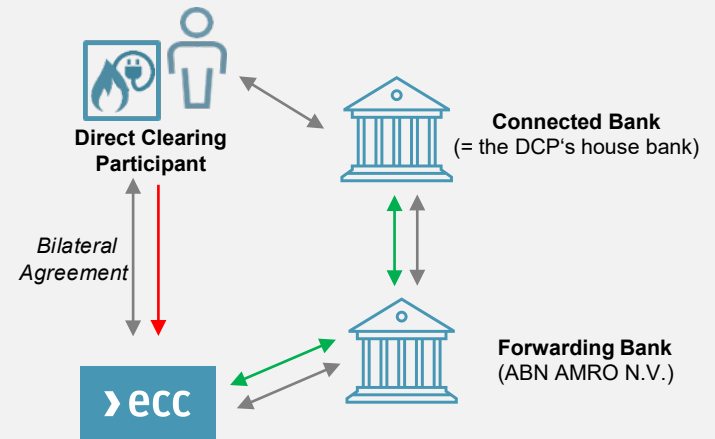 Direct Clearing
Participant
Connected Bank
(= the DCP‘s house bank)
Bilateral
Agreement
Forwarding Bank
(ABN AMRO N.V.)
ecc